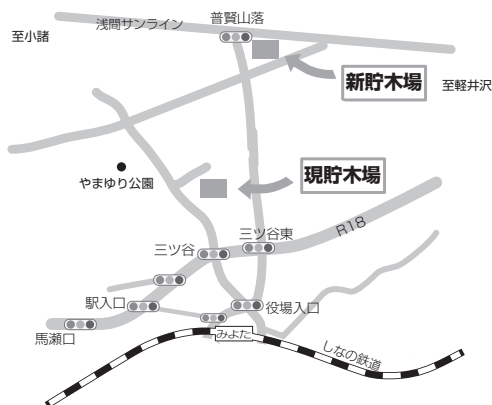 普賢山落
浅間サンライン
至小諸
新貯木場
至軽井沢
やまゆり公園
現貯木場
R18
三ツ谷東
三ツ谷
駅入口
役場入口
馬瀬口
みよた
しなの鉄道